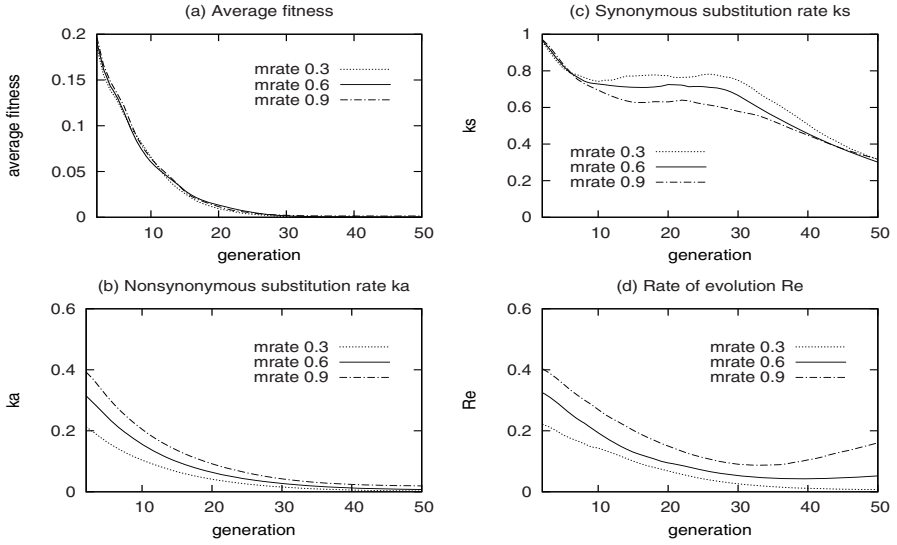 (a) Average fitness
average fitness
0.2
0.15
0.1
0.05
0
mrate 0.3
mrate 0.6
mrate 0.9
10
20
30
40
50
generation
(c) Synonymous substitution rate ks
ks
1
0.8
0.6
0.4
0.2
0
mrate 0.3
mrate 0.6
mrate 0.9
10
20
30
40
50
generation
(b) Nonsynonymous substitution rate ka
ka
0.6
0.4
0.2
0
mrate 0.3
mrate 0.6
mrate 0.9
10
20
30
40
50
generation
(d) Rate of evolution Re
Re
0.6
0.4
0.2
0
mrate 0.3
mrate 0.6
mrate 0.9
10
20
30
40
50
generation